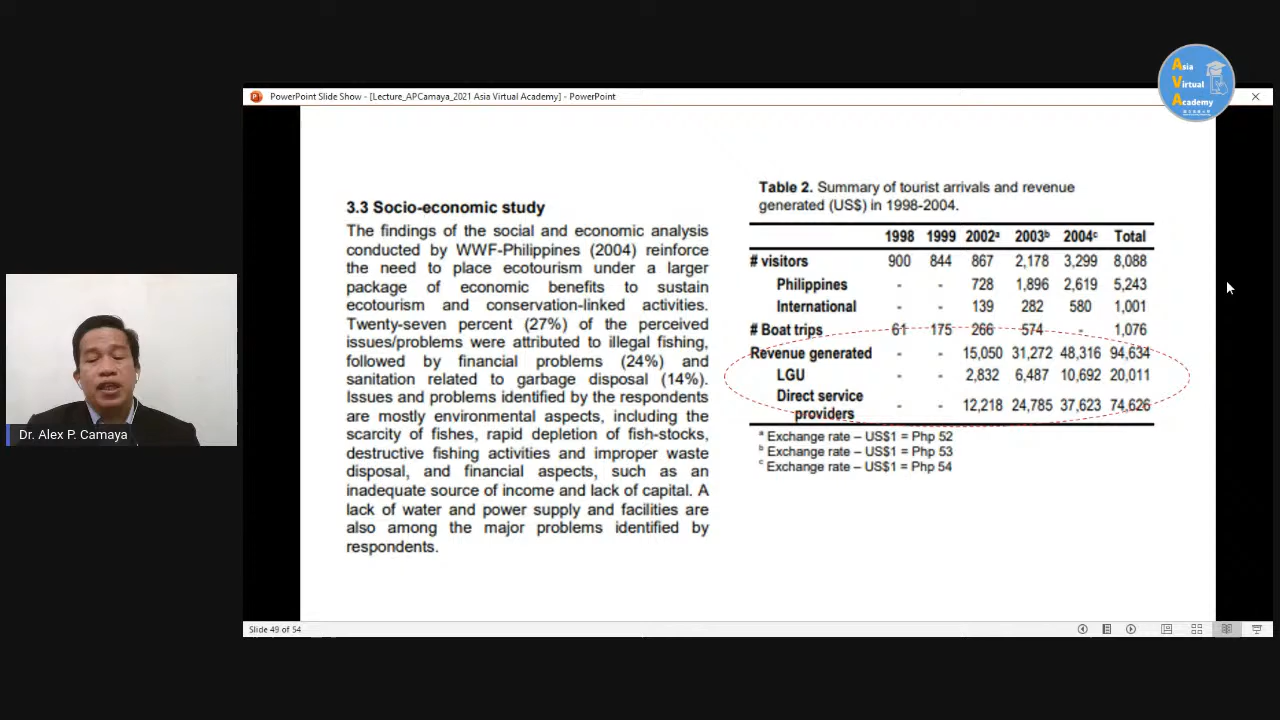 Asia
Virtual
Academy
PowerPoint Slide Show - [Lecture_APCamaya_2021 Asia Virtual Academy] - PowerPoint
3.3 Socio-economic study
The findings of the social and economic analysis
conducted by WWF-Philippines (2004) reinforce
the need to place ecotourism under a larger
package of economic benefits to sustain
ecotourism and conservation-linked activities.
Twenty-seven percent (27%) of the perceived
issues/problems were attributed to illegal fishing,
followed by financial problems (24%) and
sanitation related to garbage disposal (14%).
Issues and problems identified by the respondents
are mostly environmental aspects, including the
scarcity of fishes, rapid depletion of fish-stocks,
destructive fishing activities and improper waste
disposal, and financial aspects, such as an
inadequate source of income and lack of capital. A
lack of water and power supply and facilities are
also among the major problems identified by
respondents.
Table 2. Summary of tourist arrivals and revenue
generated (US$) in 1998-2004.
1998 1999 2002a 2003b 2004c Total
# visitors 900 844 867 2,178 3,299 8,088
Philippines - - 728 1,896 2,619 5,243
International - - 139 282 580 1,001
# Boat trips 61 175 266 574 - 1,076
Revenue generated - - 15,050 31,272 48,316 94,634
LGU - - 2,832 6,487 10,692 20,011
Direct service
providers - - 12,218 24,785 37,623 74,626
a Exchange rate – US$1 = Php 52
b Exchange rate – US$1 = Php 53
c Exchange rate – US$1 = Php 54
Dr. Alex P. Camaya
Slide 49 of 54